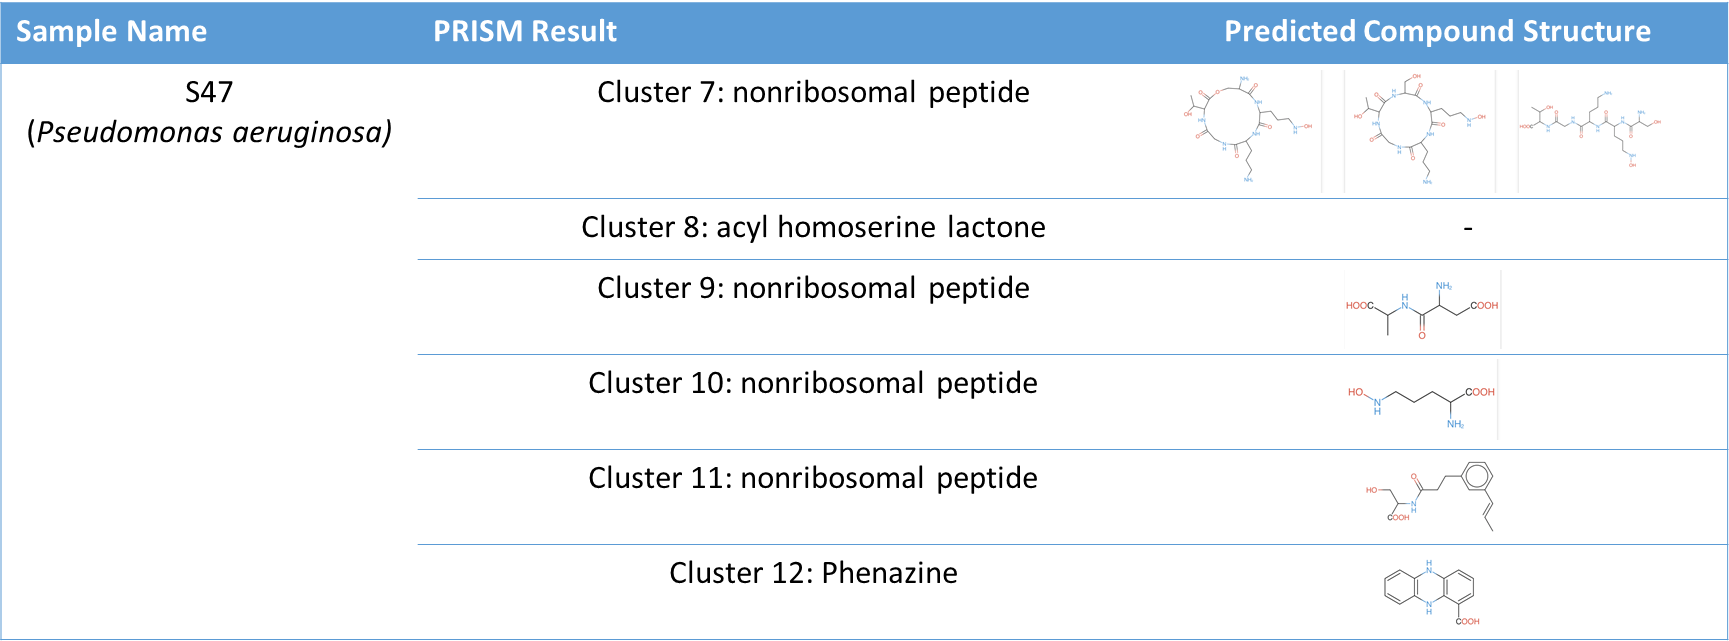 Sample Name PRISM Result Predicted Compound Structure
S47 Cluster 7: nonribosomal peptide
(Pseudomonas aeruginosa)
Cluster 8: acyl homoserine lactone -
Cluster 9: nonribosomal peptide
NH₂
HOOC H N COOH
O
Cluster 10: nonribosomal peptide
HO COOH
N H
NH₂
Cluster 11: nonribosomal peptide
O
HO
N H
COOH
Cluster 12: Phenazine
H N
N H
COOH